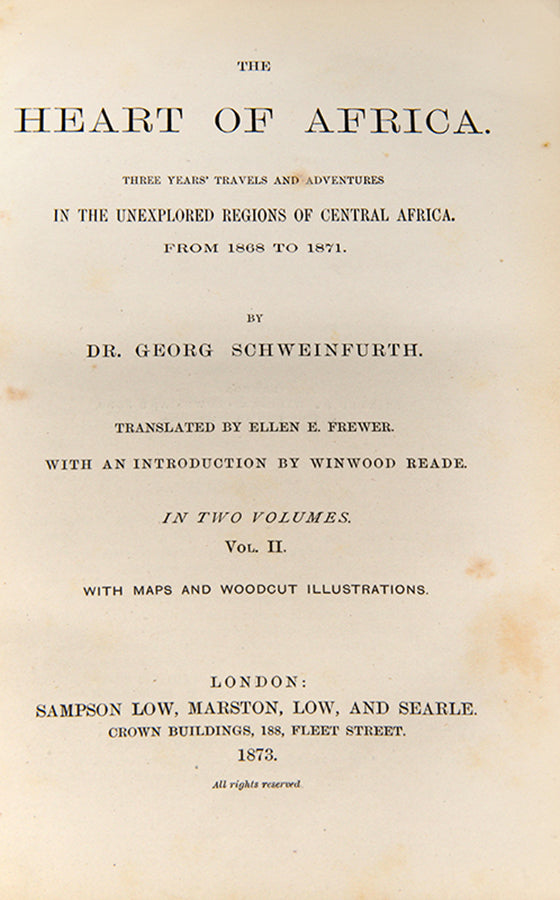 THE
HEART OF AFRICA.
THREE YEARS' TRAVELS AND ADVENTURES
IN THE UNEXPLORED REGIONS OF CENTRAL AFRICA.
FROM 1868 TO 1871.
BY
DR. GEORG SCHWEINFURTH.
TRANSLATED BY ELLEN E. FREWER.
WITH AN INTRODUCTION BY WINWOOD READE.
IN TWO VOLUMES.
VOL. II.
WITH MAPS AND WOODCUT ILLUSTRATIONS.
LONDON:
SAMPSON LOW, MARSTON, LOW, AND SEARLE.
CROWN BUILDINGS, 188, FLEET STREET.
1873.
All rights reserved.